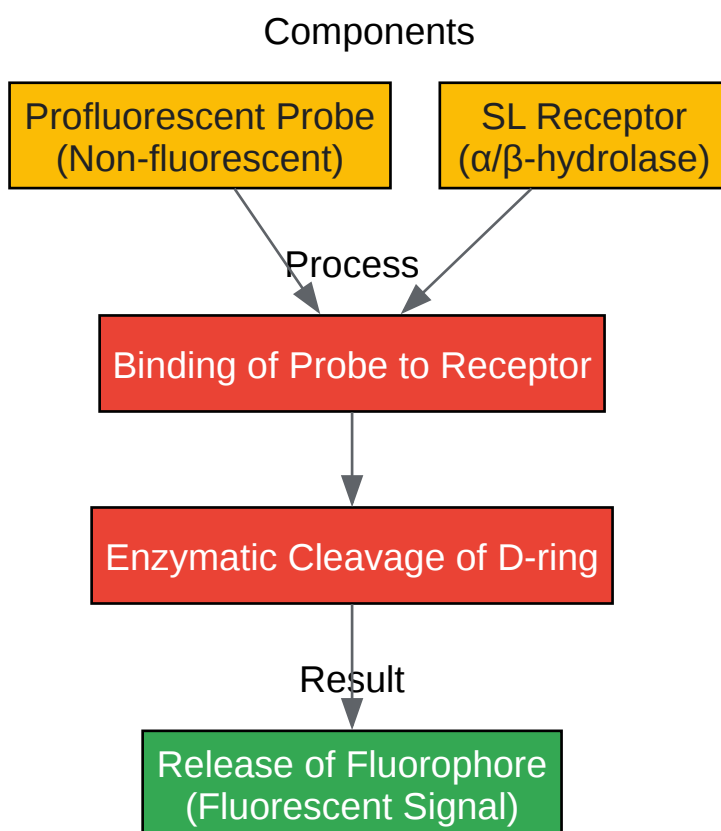 Components
Profluorescent Probe
(Non-fluorescent)
SL Receptor
(α/β-hydrolase)
Process
Binding of Probe to Receptor
Enzymatic Cleavage of D-ring
Result
Release of Fluorophore
(Fluorescent Signal)